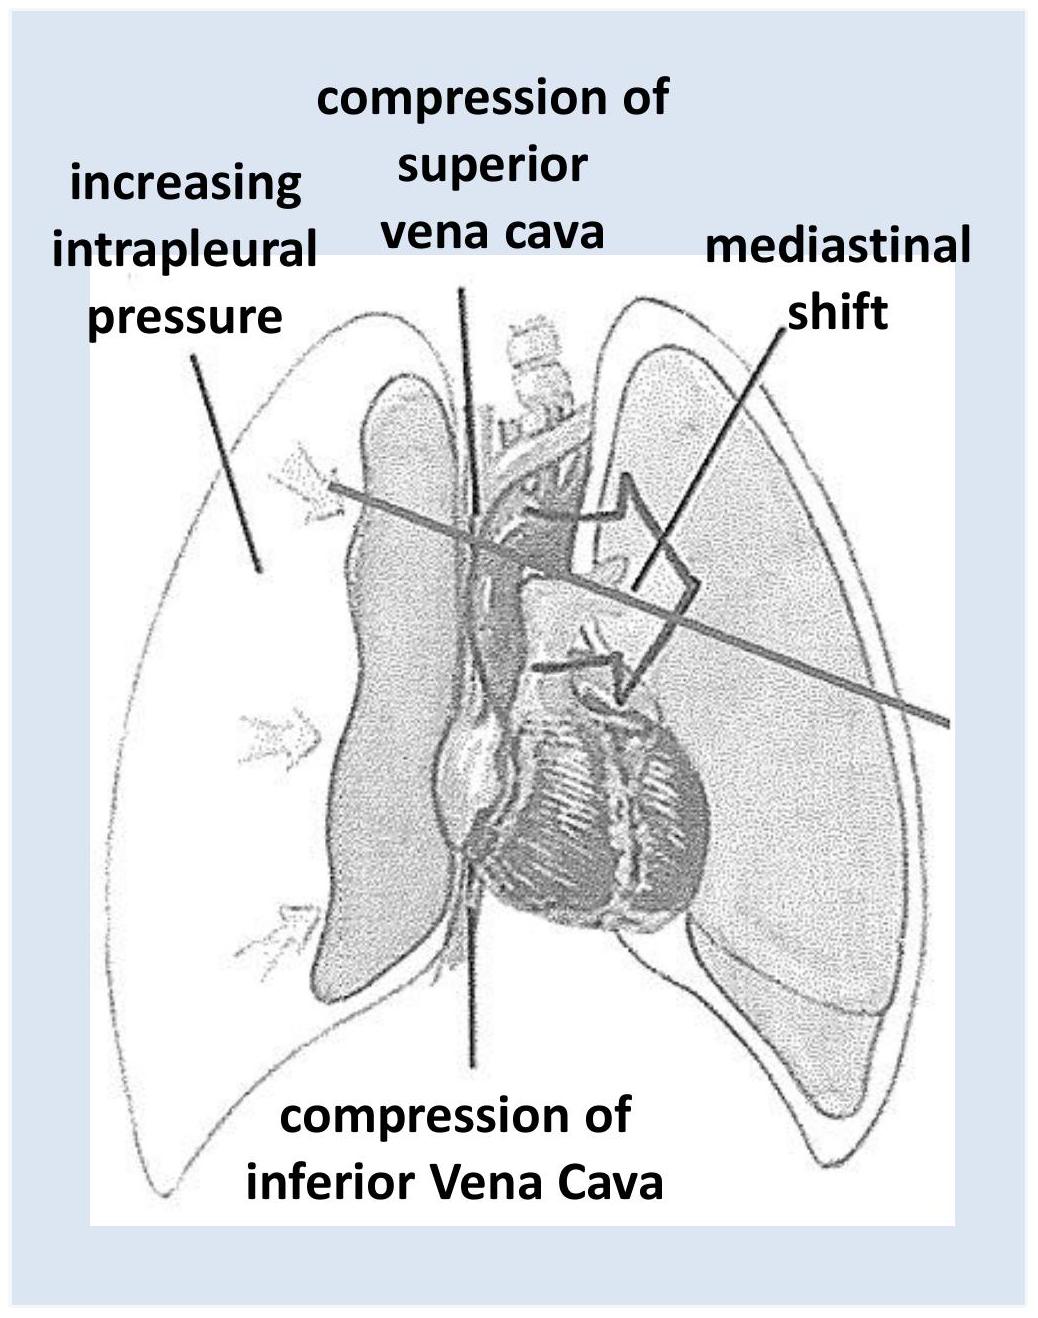 compression of
superior
vena cava
increasing
intrapleural
pressure
mediastinal
shift
compression of
inferior Vena Cava